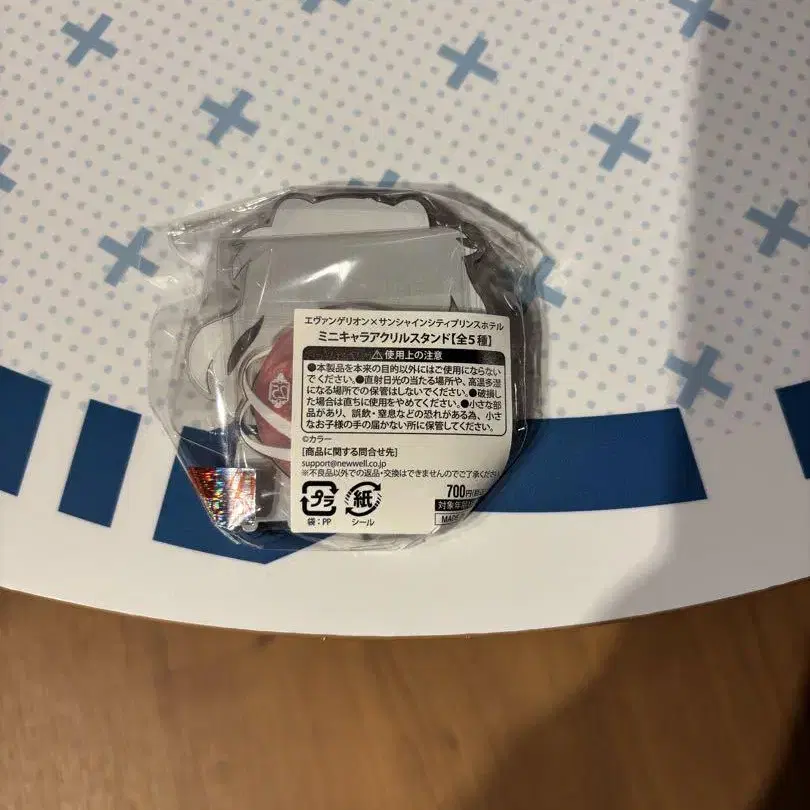 エヴァンゲリオン×サンシャインシティプリンスホテル
ミニキャラアクリルスタンド【全5種】
⚠使用上の注意
●本製品を本来の目的以外にはご使用にならない
でください。●直射日光の当たる場所や、高温多湿
になる場所での保管はしないでください。●破損し
た場合は直ちに使用をやめてください。●小さな部
品があり、誤飲・窒息などの恐れがある為、小さ
なお子様の手の届かない所に保管してください。
©カラー
[商品に関する問合せ先]
support@newwell.co.jp
※不良品以外での返品・交換はできませんのでご了承ください
プラ 紙 700円(税込
袋:PP シール 対象年齢
MADE
25